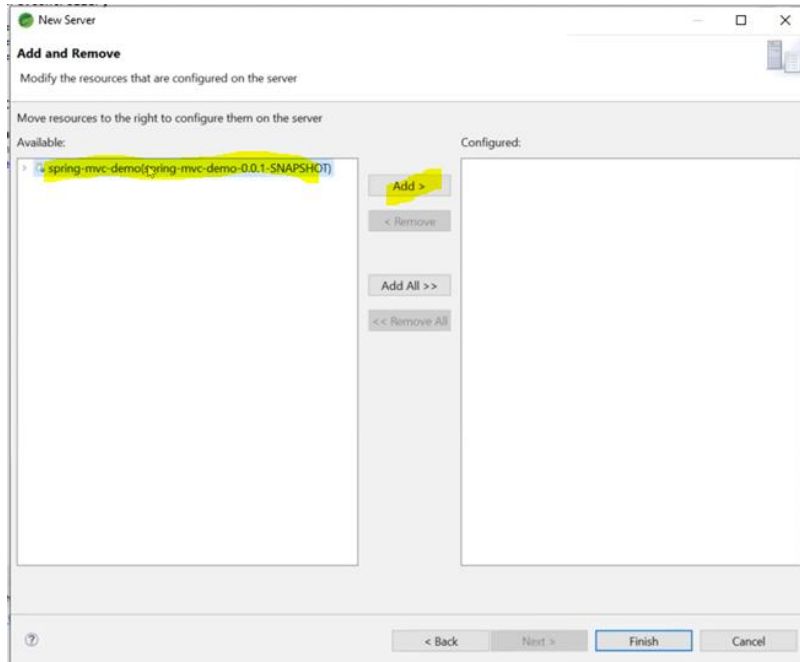 New Server
Add and Remove
Modify the resources that are configured on the server
Move resources to the right to configure them on the server
Available:
Configured:
spring-mvc-demo(spring-mvc-demo-0.0.1-SNAPSHOT)
Add >
< Remove
Add All >>
<< Remove All
< Back
Next >
Finish
Cancel